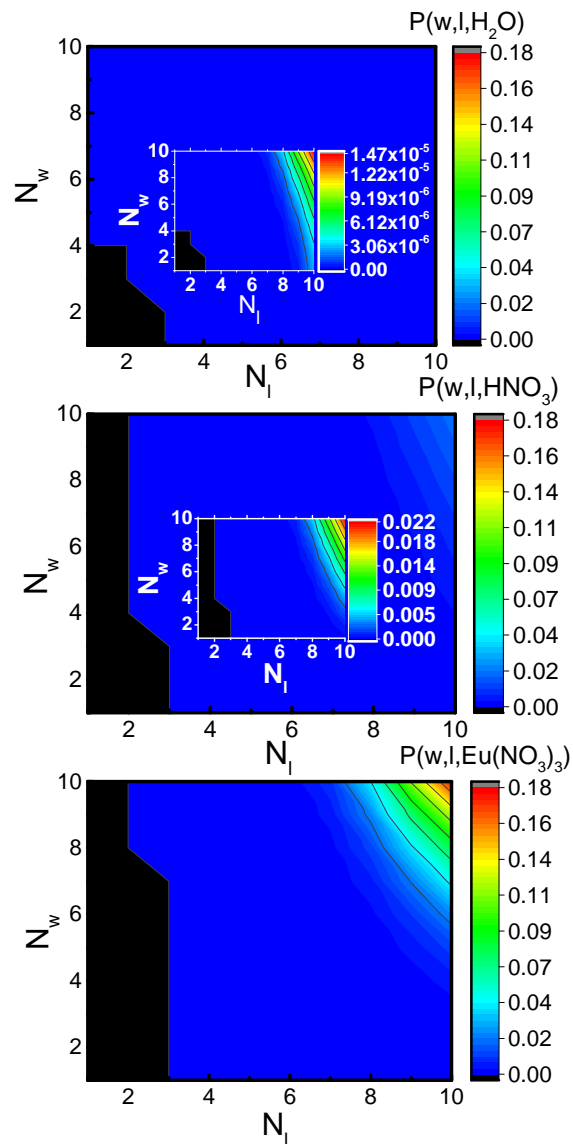 P(w,l,H₂O)
10
8
6
4
2
N_w
2 4 6 8 10
N_l
0.18
0.16
0.13
0.11
0.09
0.07
0.04
0.02
0.00
10
8
6
4
2
N_w
2 4 6 8 10
N_l
1.47x10⁻⁵
1.22x10⁻⁵
9.19x10⁻⁶
6.12x10⁻⁶
3.06x10⁻⁶
0.00
P(w,l,HNO₃)
10
8
6
4
2
N_w
2 4 6 8 10
N_l
0.18
0.16
0.13
0.11
0.09
0.07
0.04
0.02
0.00
10
8
6
4
2
N_w
2 4 6 8 10
N_l
0.022
0.018
0.014
0.009
0.005
0.000
P(w,l,Eu(NO₃)₃)
10
8
6
4
2
N_w
2 4 6 8 10
N_l
0.18
0.16
0.13
0.11
0.09
0.07
0.04
0.02
0.00